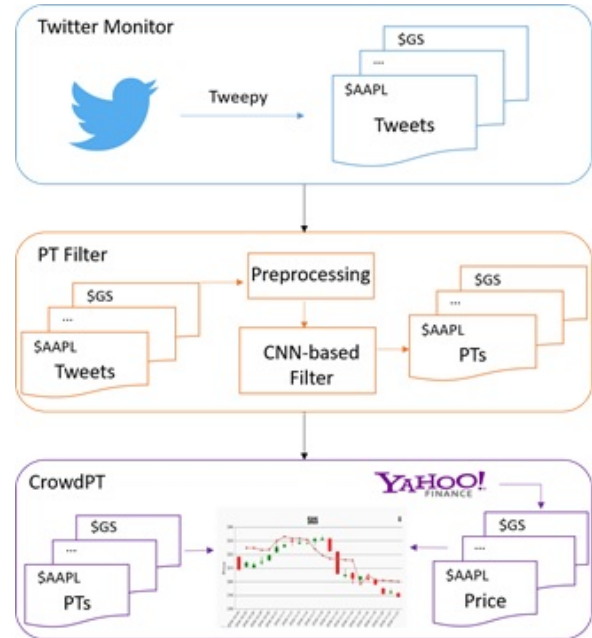 Twitter Monitor
Tweepy
$GS
...
$AAPL
Tweets
PT Filter
$GS
...
$AAPL
Tweets
Preprocessing
CNN-based
Filter
$GS
...
$AAPL
PTs
CrowdPT
$GS
...
$AAPL
PTs
YAHOO!
FINANCE
$GS
...
$AAPL
Price